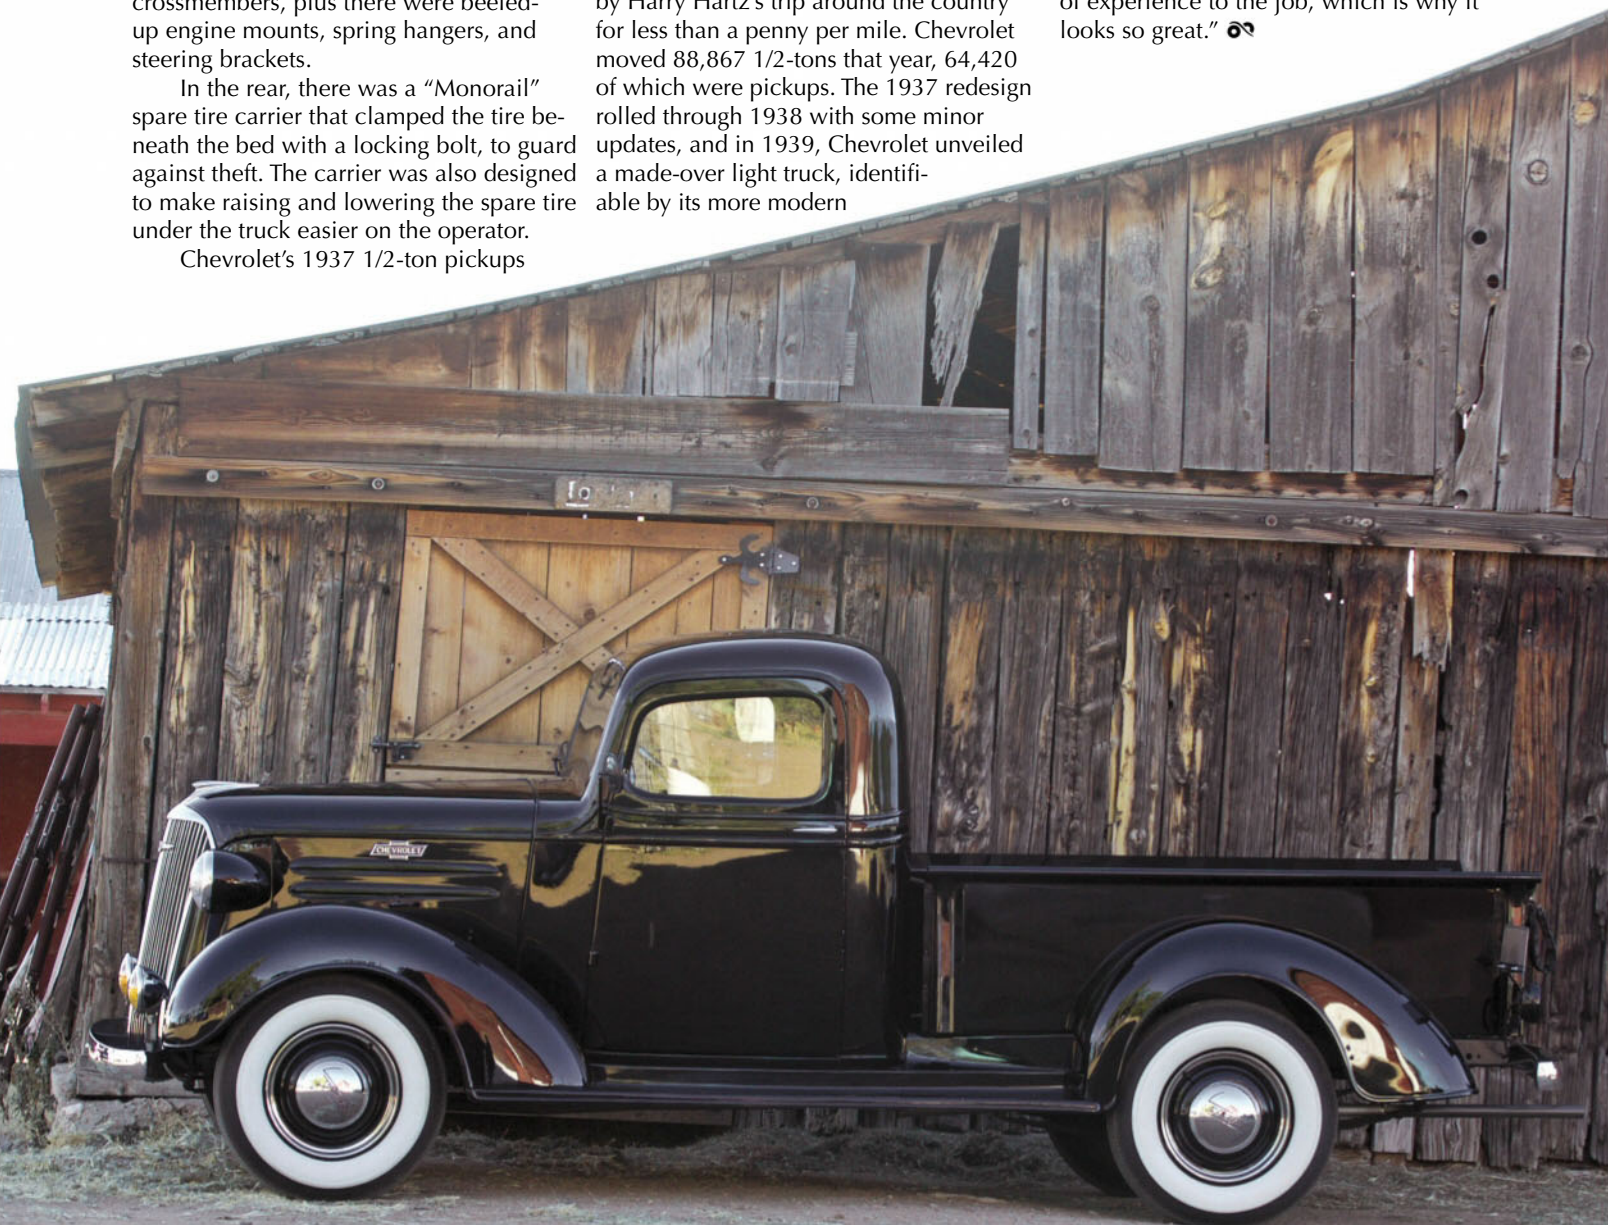 crossmembers, plus there were beefed-
up engine mounts, spring hangers, and
steering brackets.
In the rear, there was a “Monorail”
spare tire carrier that clamped the tire be-
neath the bed with a locking bolt, to guard
against theft. The carrier was also designed
to make raising and lowering the spare tire
under the truck easier on the operator.
Chevrolet’s 1937 1/2-ton pickups
by Harry Hartz’s trip around the country
for less than a penny per mile. Chevrolet
moved 88,867 1/2-tons that year, 64,420
of which were pickups. The 1937 redesign
rolled through 1938 with some minor
updates, and in 1939, Chevrolet unveiled
a made-over light truck, identifi-
able by its more modern
of experience to the job, which is why it
looks so great.”
CHEVROLET